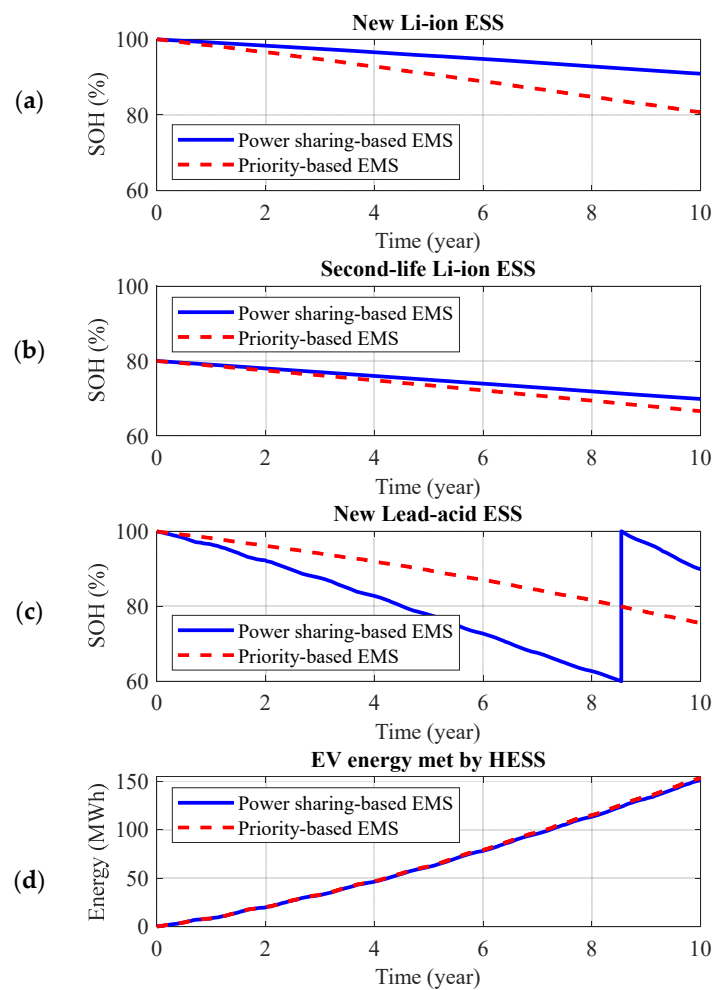 New Li-ion ESS
(a)
SOH (%)
100
80
60
Power sharing-based EMS
Priority-based EMS
0 2 4 6 8 10
Time (year)
Second-life Li-ion ESS
(b)
SOH (%)
100
80
60
Power sharing-based EMS
Priority-based EMS
0 2 4 6 8 10
Time (year)
New Lead-acid ESS
(c)
SOH (%)
100
80
60
Power sharing-based EMS
Priority-based EMS
0 2 4 6 8 10
Time (year)
EV energy met by HESS
(d)
Energy (MWh)
150
100
50
0
Power sharing-based EMS
Priority-based EMS
0 2 4 6 8 10
Time (year)